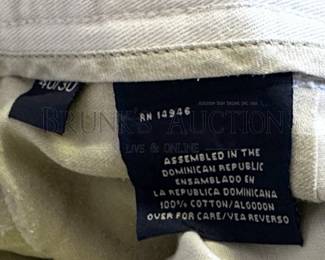 40/30
RN 14946
BRUNK'S AUCTION
LIVE & ONLINE
ASSEMBLED IN THE
DOMINICAN REPUBLIC
ENSAMBLADO EN
LA REPUBLICA DOMINICANA
100% COTTON/ALGODON
OVER FOR CARE/VEA REVERSO